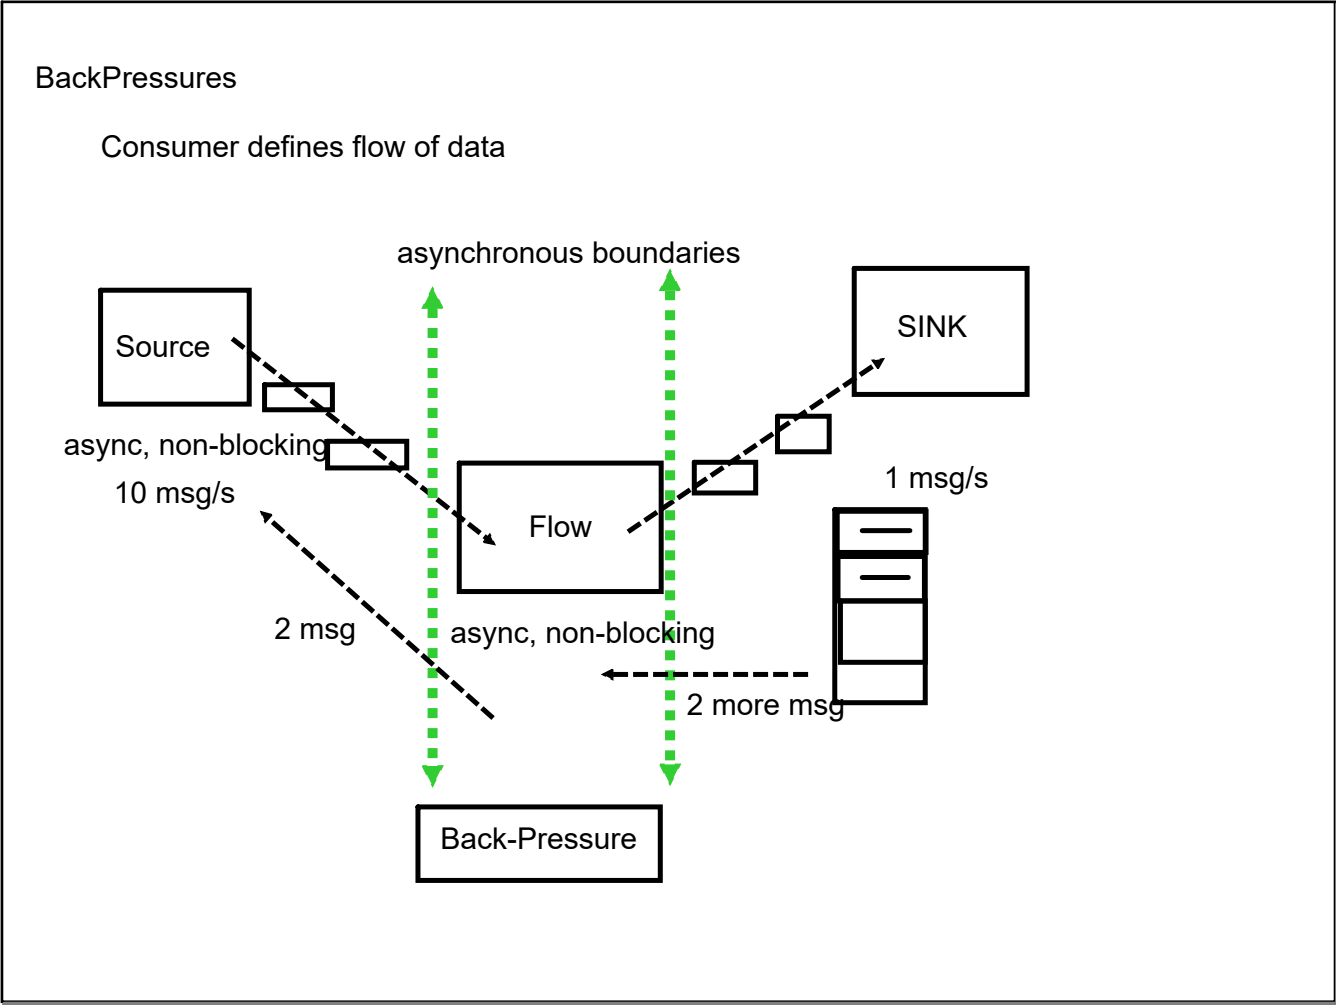 BackPressures
Consumer defines flow of data
asynchronous boundaries
Source
SINK
async, non-blocking
10 msg/s
1 msg/s
Flow
2 msg
async, non-blocking
2 more msg
Back-Pressure